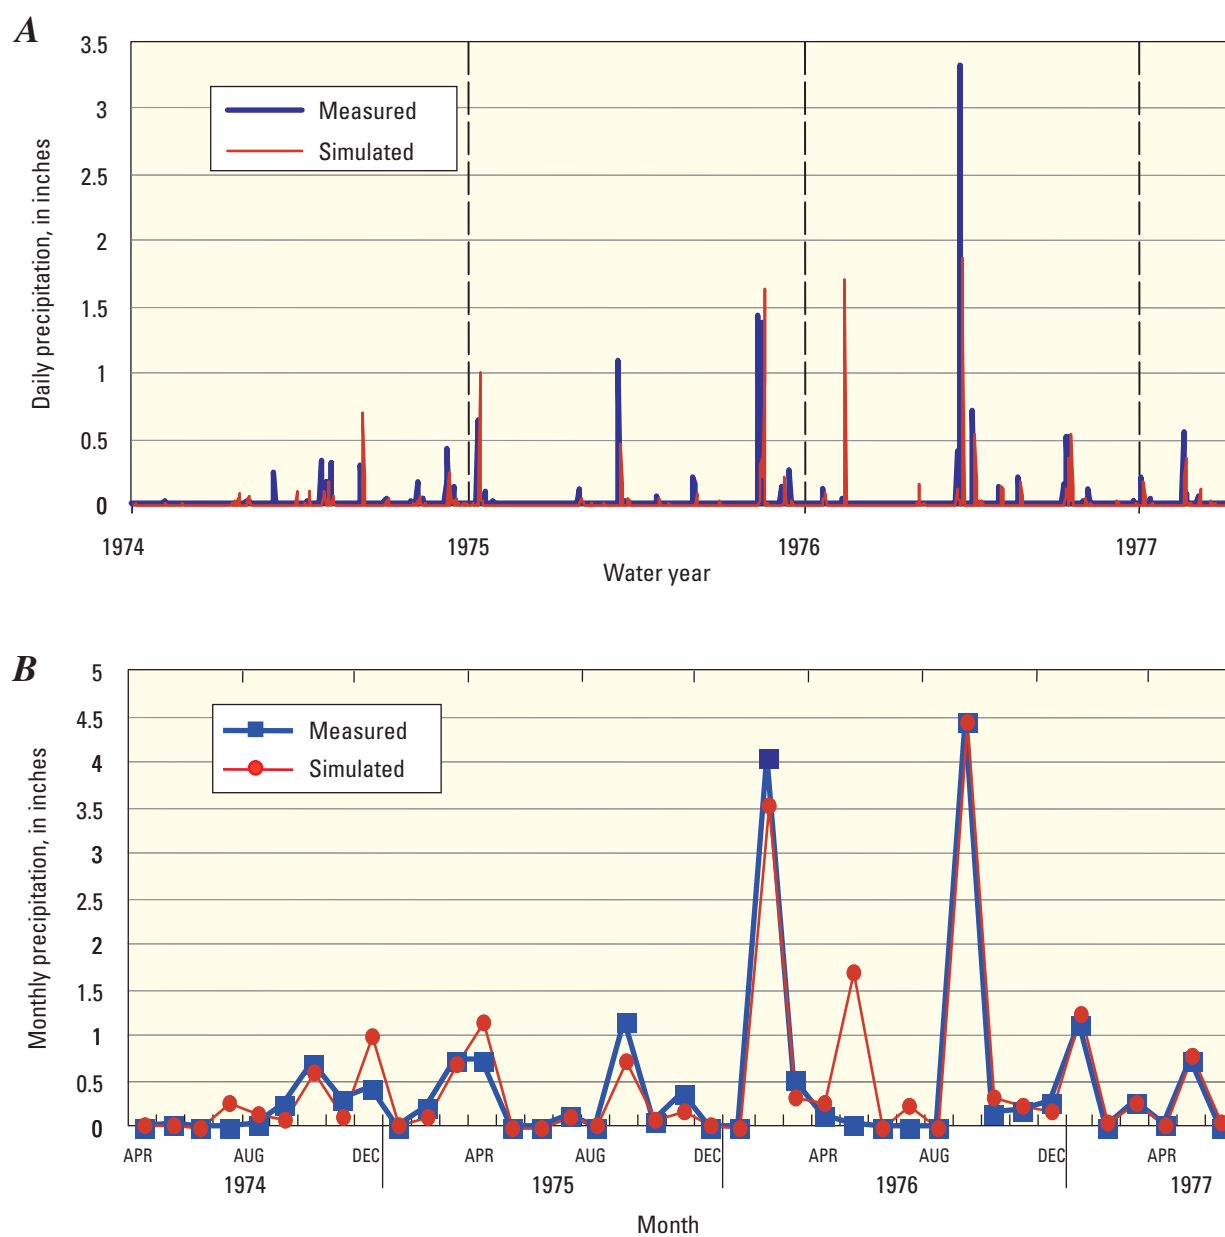 A
3.5
3
2.5
2
1.5
1
0.5
0
Daily precipitation, in inches
Measured
Simulated
1974 1975 1976 1977
Water year
B
5
4.5
4
3.5
3
2.5
2
1.5
1
0.5
0
Monthly precipitation, in inches
Measured
Simulated
APR AUG DEC APR AUG DEC APR AUG DEC APR
1974 1975 1976 1977
Month